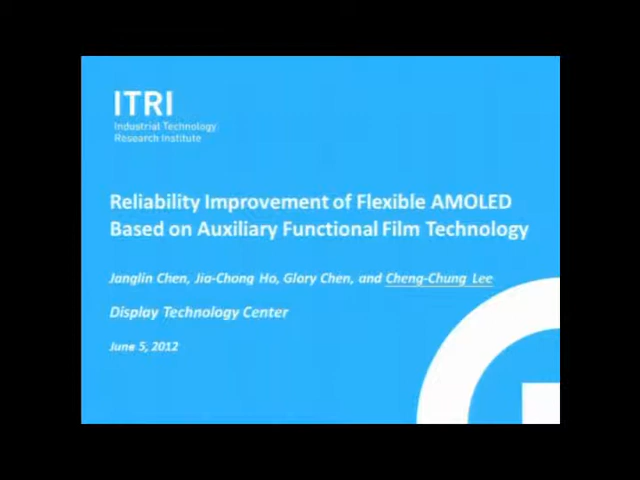 ITRI
Industrial Technology
Research Institute
Reliability Improvement of Flexible AMOLED
Based on Auxiliary Functional Film Technology
Janglin Chen, Jia-Chong Ho, Glory Chen, and Cheng-Chung Lee
Display Technology Center
June 5, 2012